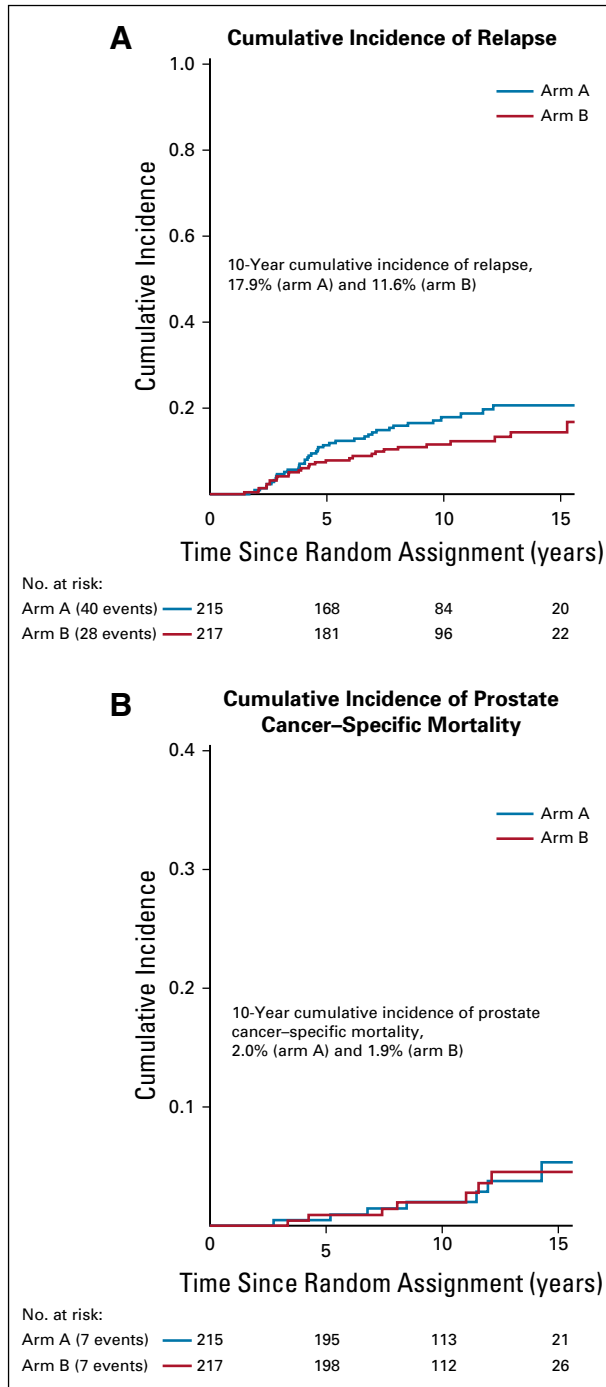 A
Cumulative Incidence of Relapse
1.0
0.8
0.6
0.4
0.2
Cumulative Incidence
Arm A
Arm B
10-Year cumulative incidence of relapse,
17.9% (arm A) and 11.6% (arm B)
0 5 10 15
Time Since Random Assignment (years)
No. at risk:
Arm A (40 events) 215 168 84 20
Arm B (28 events) 217 181 96 22
B
Cumulative Incidence of Prostate
Cancer–Specific Mortality
0.4
0.3
0.2
0.1
Cumulative Incidence
Arm A
Arm B
10-Year cumulative incidence of prostate
cancer–specific mortality,
2.0% (arm A) and 1.9% (arm B)
0 5 10 15
Time Since Random Assignment (years)
No. at risk:
Arm A (7 events) 215 195 113 21
Arm B (7 events) 217 198 112 26